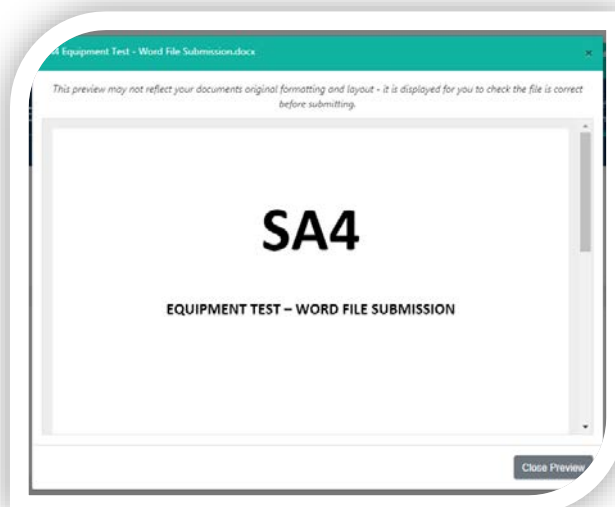 4 Equipment Test - Word File Submission.docx ×
This preview may not reflect your documents original formatting and layout - it is displayed for you to check the file is correct
before submitting.
SA4
EQUIPMENT TEST – WORD FILE SUBMISSION
Close Preview